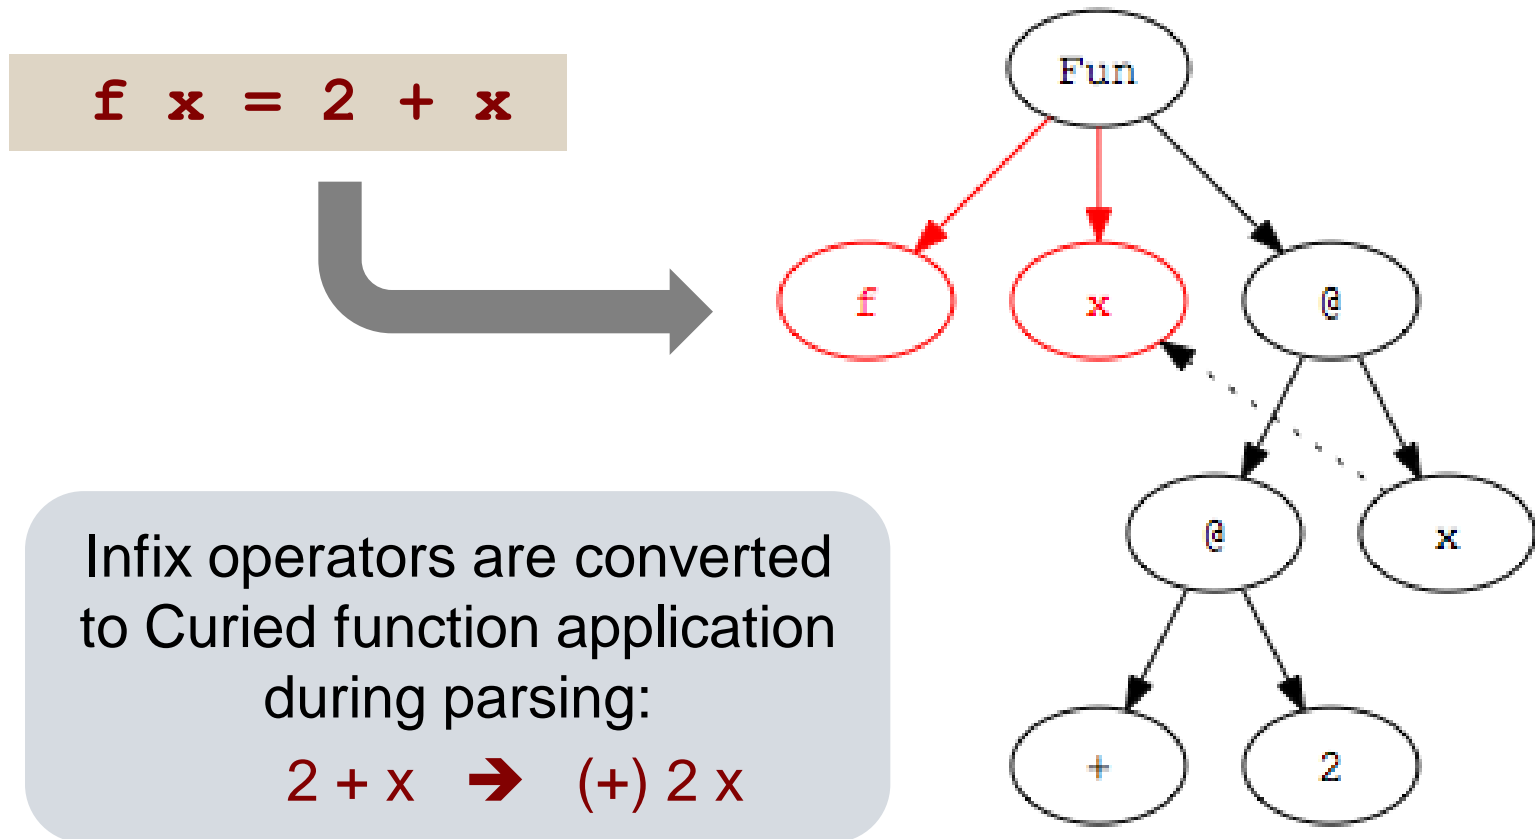 f x = 2 + x
Fun
f
x
@
@
x
+
2
Infix operators are converted
to Curied function application
during parsing:
2 + x ➔ (+) 2 x